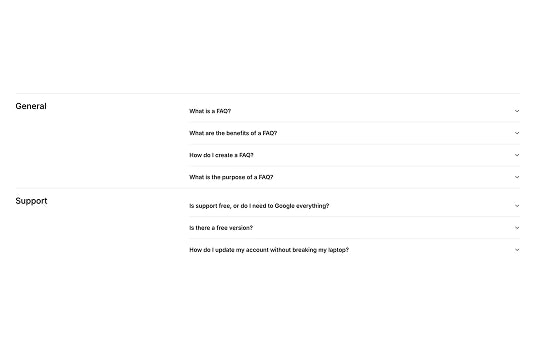 General
What is a FAQ?
What are the benefits of a FAQ?
How do I create a FAQ?
What is the purpose of a FAQ?
Support
Is support free, or do I need to Google everything?
Is there a free version?
How do I update my account without breaking my laptop?